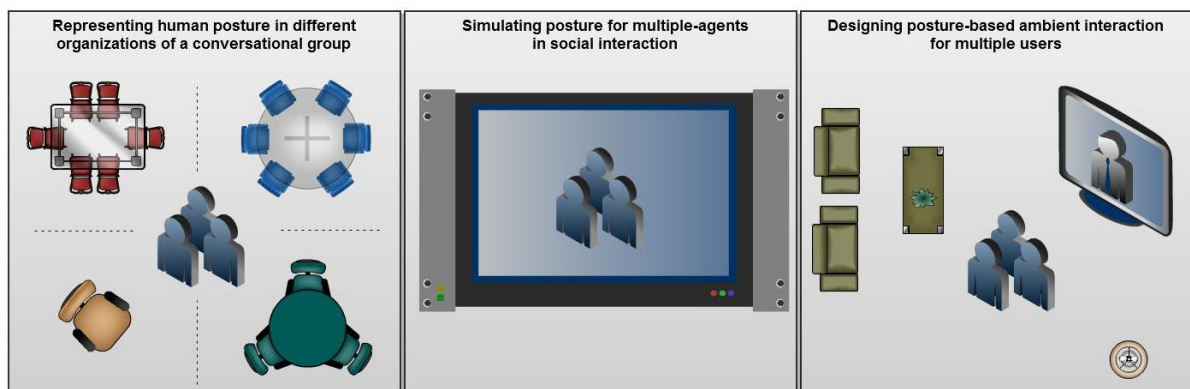 Representing human posture in different
organizations of a conversational group
Simulating posture for multiple-agents
in social interaction
Designing posture-based ambient interaction
for multiple users